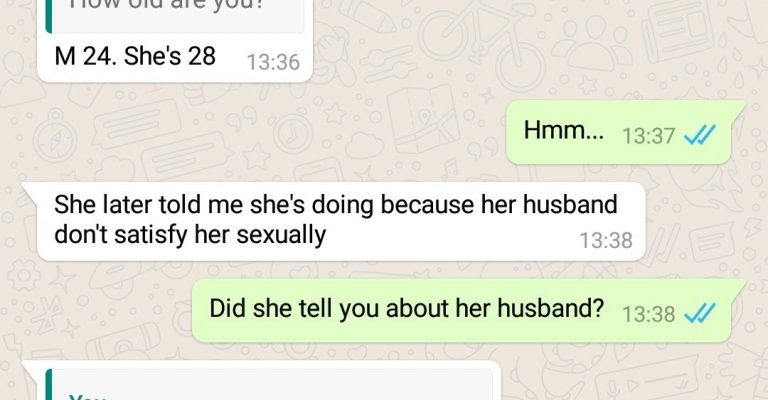 How old are you?
M 24. She's 28 13:36
Hmm... 13:37
She later told me she's doing because her husband
don't satisfy her sexually 13:38
Did she tell you about her husband? 13:38
You